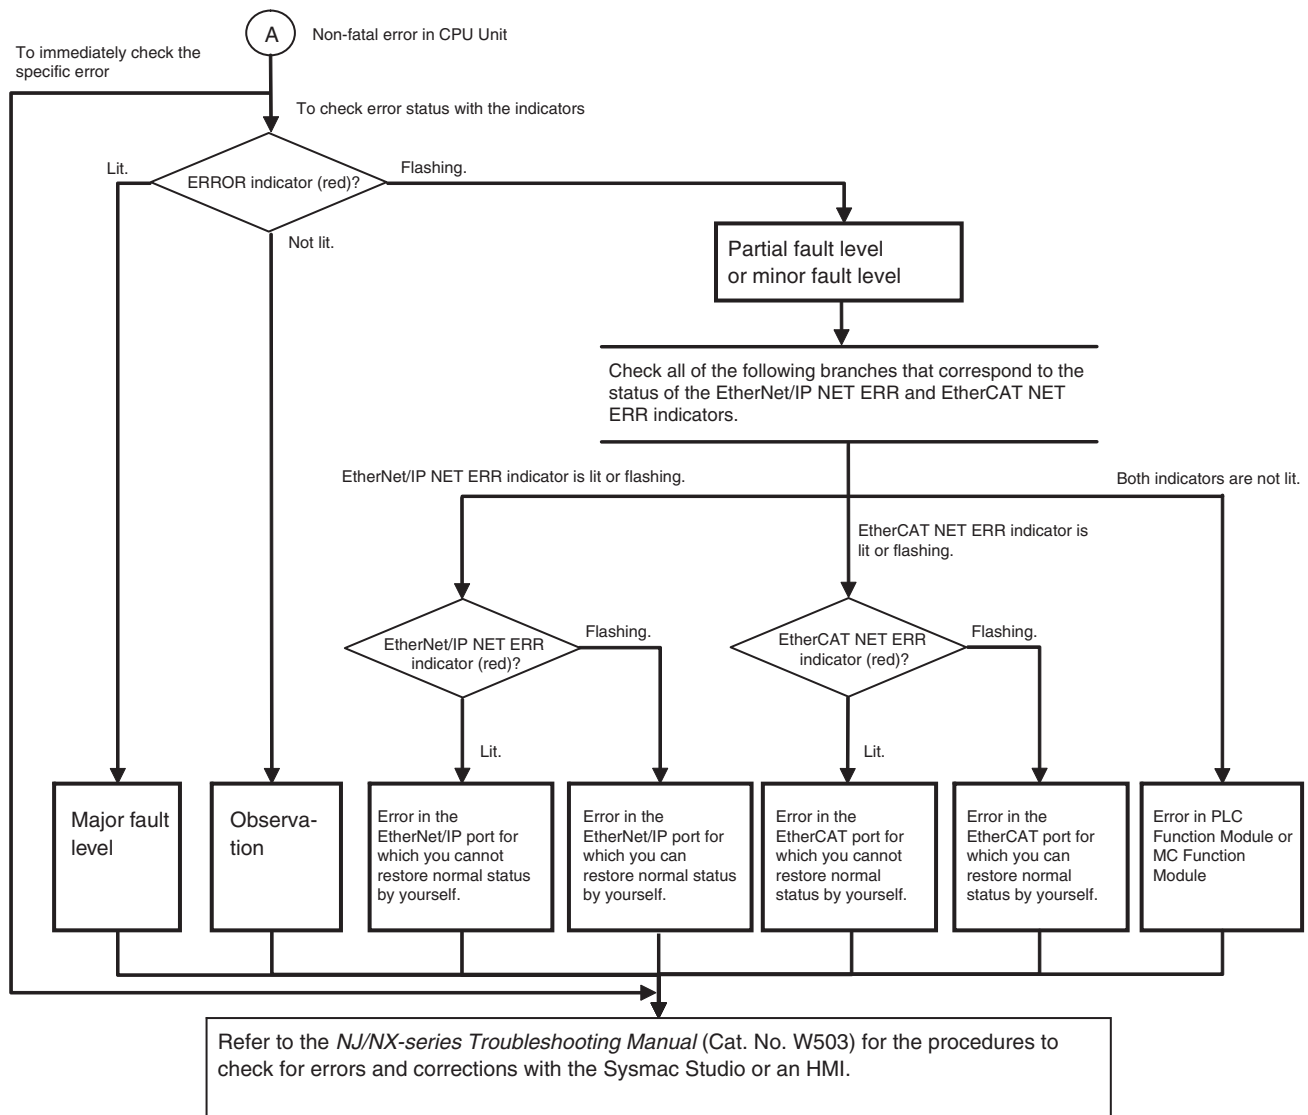 A
Non-fatal error in CPU Unit
To immediately check the
specific error
To check error status with the indicators
Lit.
ERROR indicator (red)?
Flashing.
Not lit.
Partial fault level
or minor fault level
Check all of the following branches that correspond to the
status of the EtherNet/IP NET ERR and EtherCAT NET
ERR indicators.
EtherNet/IP NET ERR indicator is lit or flashing.
Both indicators are not lit.
EtherCAT NET ERR indicator is
lit or flashing.
EtherNet/IP NET ERR
indicator (red)?
Flashing.
EtherCAT NET ERR
indicator (red)?
Flashing.
Lit.
Lit.
Major fault
level
Observa-
tion
Error in the
EtherNet/IP port for
which you cannot
restore normal status
by yourself.
Error in the
EtherNet/IP port for
which you can
restore normal status
by yourself.
Error in the
EtherCAT port for
which you cannot
restore normal
status by yourself.
Error in the
EtherCAT port for
which you can
restore normal
status by yourself.
Error in PLC
Function Module or
MC Function
Module
Refer to the NJ/NX-series Troubleshooting Manual (Cat. No. W503) for the procedures to
check for errors and corrections with the Sysmac Studio or an HMI.